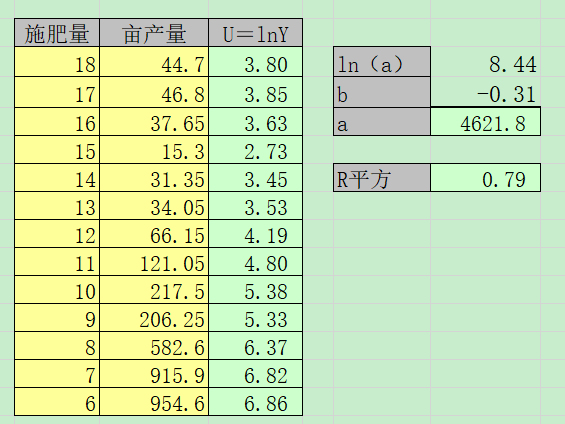 施肥量 亩产量 U＝lnY
18 44.7 3.80 ln（a） 8.44
17 46.8 3.85 b -0.31
16 37.65 3.63 a 4621.8
15 15.3 2.73
14 31.35 3.45 R平方 0.79
13 34.05 3.53
12 66.15 4.19
11 121.05 4.80
10 217.5 5.38
9 206.25 5.33
8 582.6 6.37
7 915.9 6.82
6 954.6 6.86